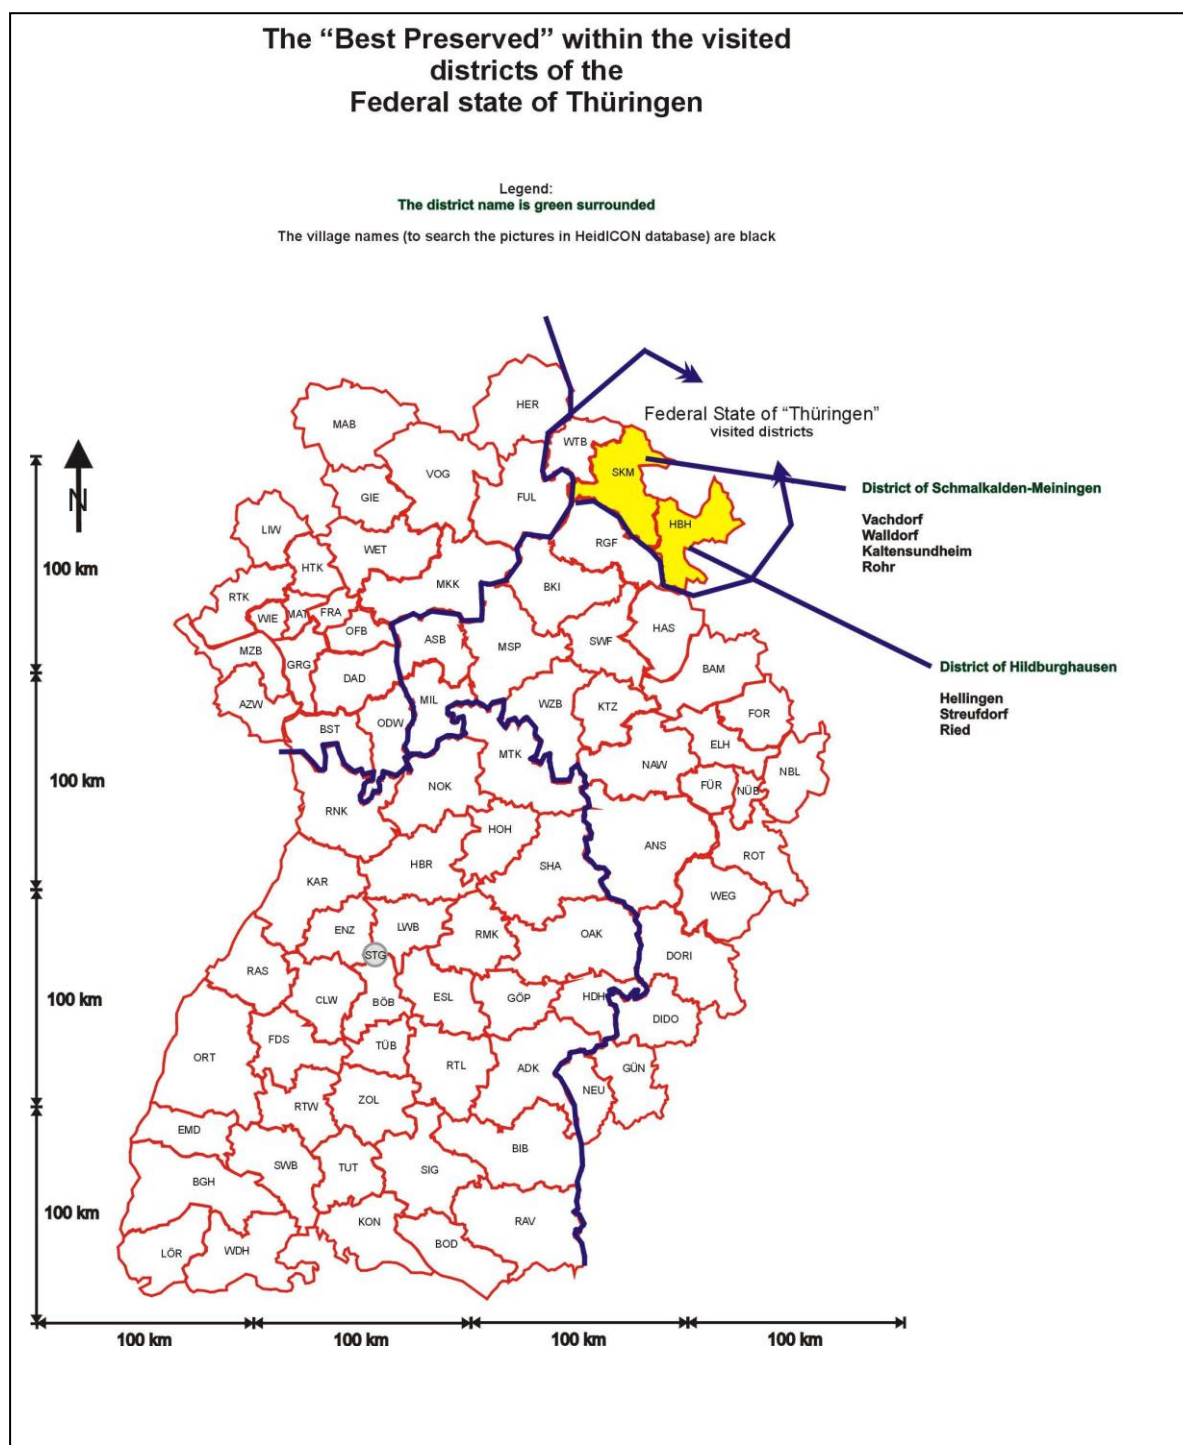 The “Best Preserved” within the visited
districts of the
Federal state of Thüringen
Legend:
The district name is green surrounded
The village names (to search the pictures in HeidICON database) are black
HER
MAB
Federal State of “Thüringen”
visited districts
WTB
VOG
SKM
GIE
FUL
District of Schmalkalden-Meiningen
N
HBH
Vachdorf
Walldorf
Kaltensundheim
Rohr
LIW
WET
RGF
100 km
HTK
MKK
BKI
RTK
WIE
MAT
FRA
OFB
ASB
MSP
SWF
HAS
MZB
GRG
DAD
BAM
District of Hildburghausen
AZW
MIL
WZB
KTZ
Hellingen
Streufdorf
Ried
BST
ODW
FOR
MTK
ELH
NAW
NBL
100 km
NOK
FÜR
NÜB
RNK
HOH
HBR
SHA
ANS
ROT
KAR
WEG
ENZ
LWB
RMK
OAK
STG
DORI
RAS
100 km
CLW
BÖB
ESL
GÖP
HDH
DIDO
FDS
TÜB
ORT
RTL
ADK
GÜN
NEU
RTW
ZOL
EMD
BIB
SWB
TUT
SIG
BGH
100 km
KON
RAV
LÖR
WDH
BOD
100 km
100 km
100 km
100 km